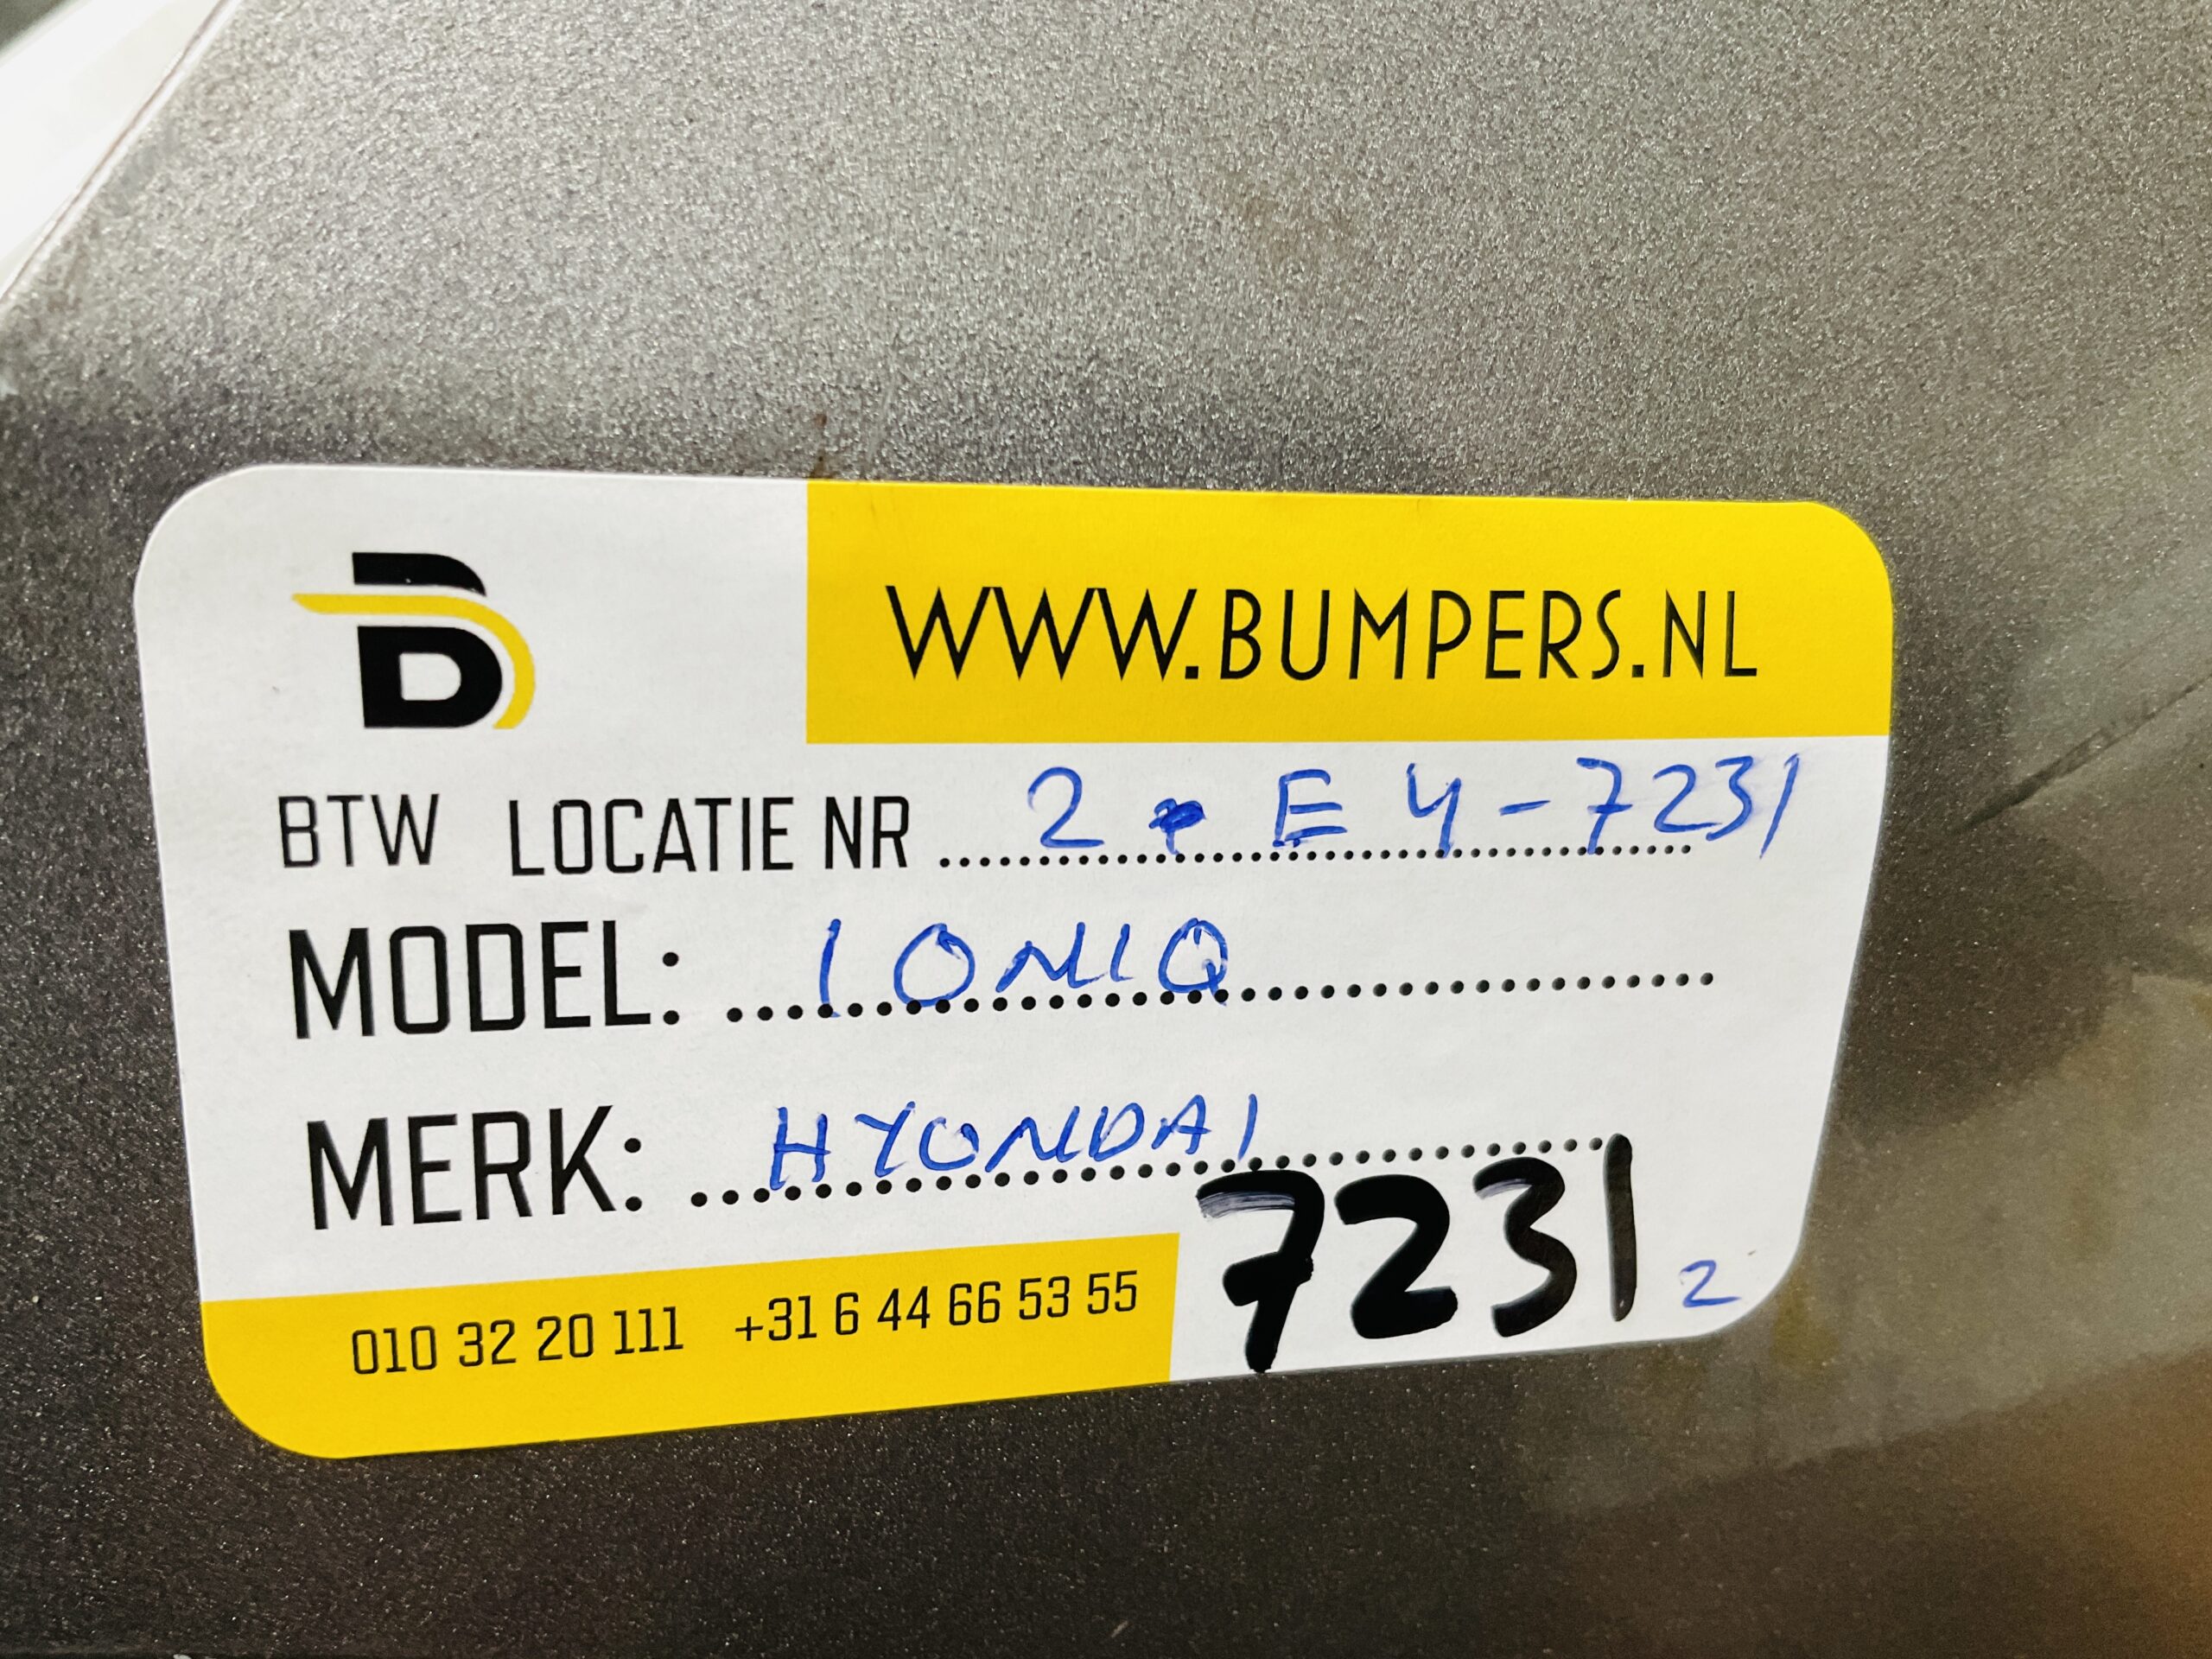 B
WWW.BUMPERS.NL
BTW LOCATIE NR 2 E 4-7231
MODEL: IONIQ
MERK: HYONDAI
7231 2
010 32 20 111 +31 6 44 66 53 55